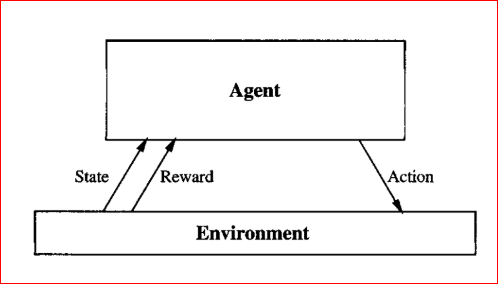 Agent
State
Reward
Action
Environment